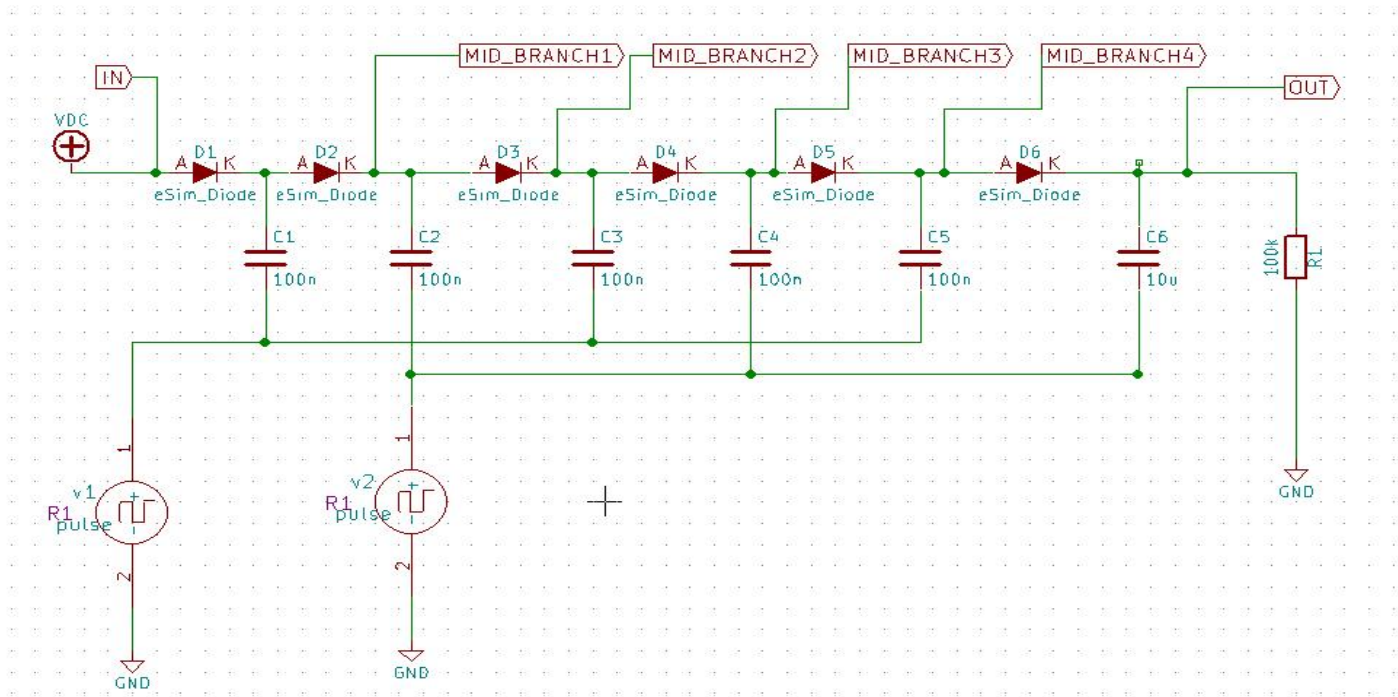 MID_BRANCH1 MID_BRANCH2 MID_BRANCH3 MID_BRANCH4
IN
OUT
VDC
D1 D2 D3 D4 D5 D6
A K A K A K A K A K A K
eSim_Diode eSim_Diode eSim_Diode eSim_Diode eSim_Diode eSim_Diode
C1 C2 C3 C4 C5 C6
100k R1
100n 100n 100n 100n 100n 10u
1 1
v1 v2
+ +
R1 R1
pulse pulse
- -
2 2
GND
GND GND